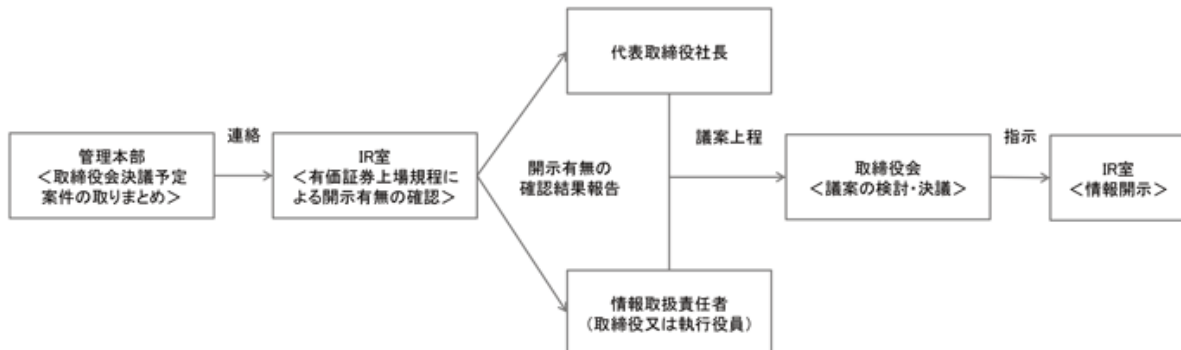 管理本部
＜取締役会決議予定
案件の取りまとめ＞
連絡
IR室
＜有価証券上場規程に
よる開示有無の確認＞
開示有無の
確認結果報告
代表取締役社長
情報取扱責任者
（取締役又は執行役員）
議案上程
取締役会
＜議案の検討・決議＞
指示
IR室
＜情報開示＞